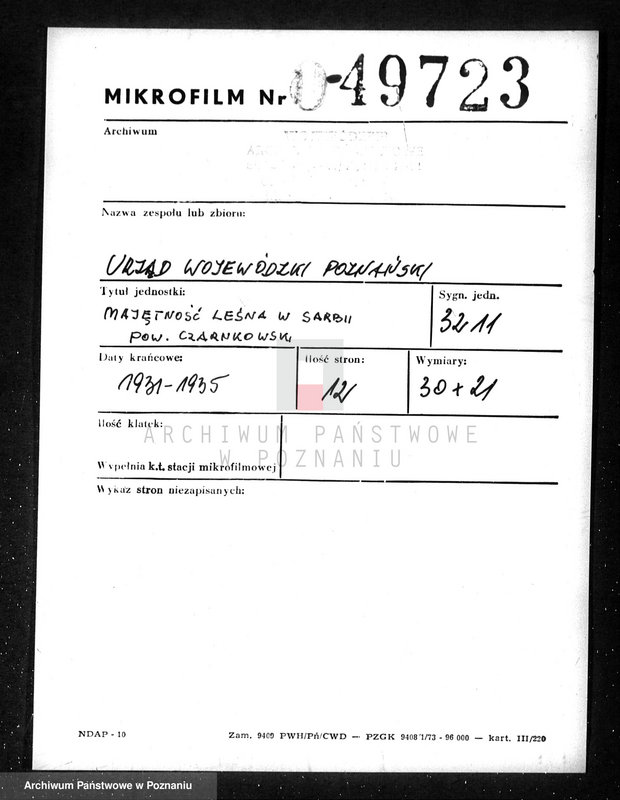 MIKROFILM Nr 0-49723
Archiwum
Nazwa zespołu lub zbioru:
URZĄD WOJEWÓDZKI POZNAŃSKI
Tytuł jednostki:
Sygn. jedn.
MAJĘTNOŚĆ LEŚNA W SARBII
POW. CZARNKOWSKI
3211
Daty krańcowe:
Ilość stron:
Wymiary:
1931-1935
12
30 x 21
Ilość klatek:
ARCHIWUM PAŃSTWOWE
W POZNANIU
Wypełnia k.t. stacji mikrofilmowej
Wykaz stron niezapisanych:
NDAP - 10
Zam. 9400 PWH/Pń/CWD — PZGK 9408/1/73 - 96 000 — kart. III/220
Archiwum Państwowe w Poznaniu